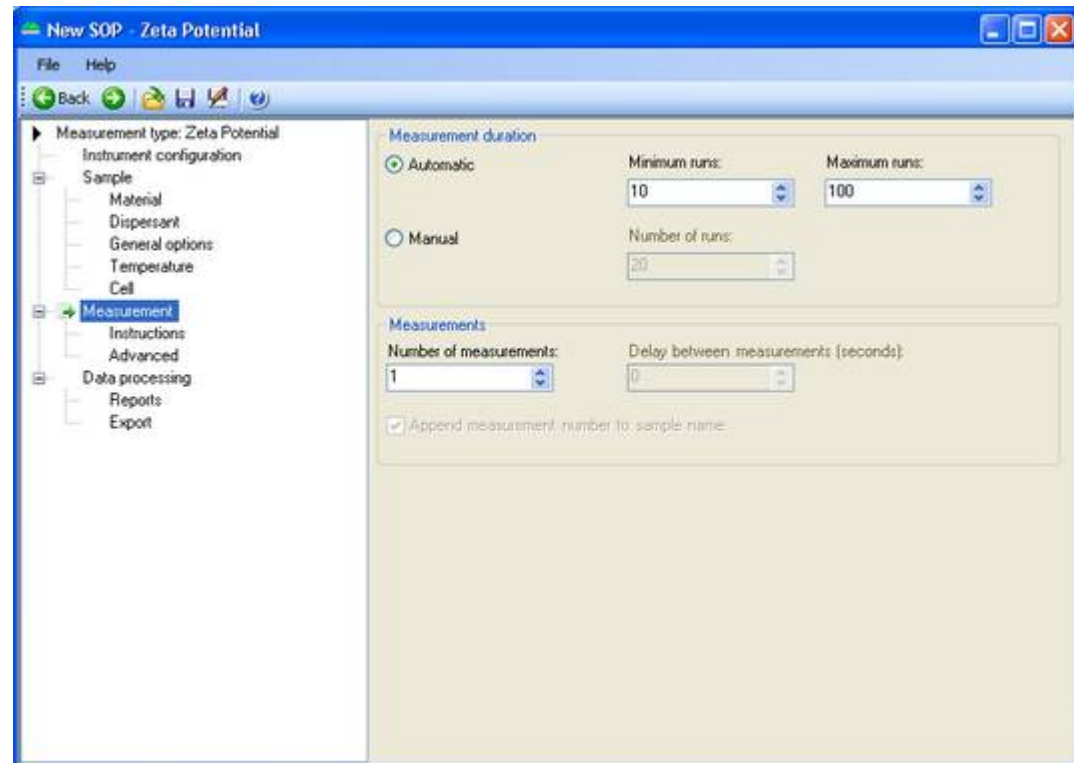 New SOP - Zeta Potential
File Help
Back
Measurement type: Zeta Potential
Instrument configuration
Sample
Material
Dispersant
General options
Temperature
Cell
Measurement
Instructions
Advanced
Data processing
Reports
Export
Measurement duration
Automatic
Minimum runs:
Maximum runs:
10
100
Manual
Number of runs:
20
Measurements
Number of measurements:
Delay between measurements (seconds):
1
0
Append measurement number to sample name